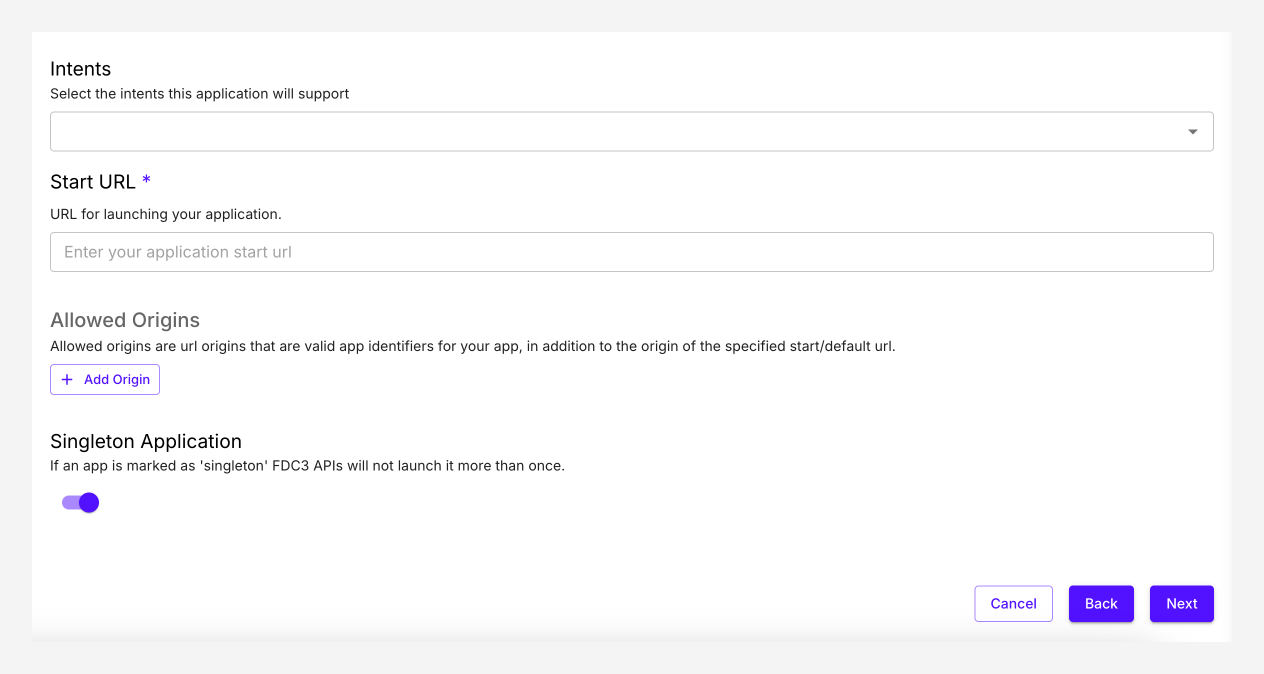 Intents
Select the intents this application will support
Start URL *
URL for launching your application.
Enter your application start url
Allowed Origins
Allowed origins are url origins that are valid app identifiers for your app, in addition to the origin of the specified start/default url.
+ Add Origin
Singleton Application
If an app is marked as 'singleton' FDC3 APIs will not launch it more than once.
Cancel Back Next